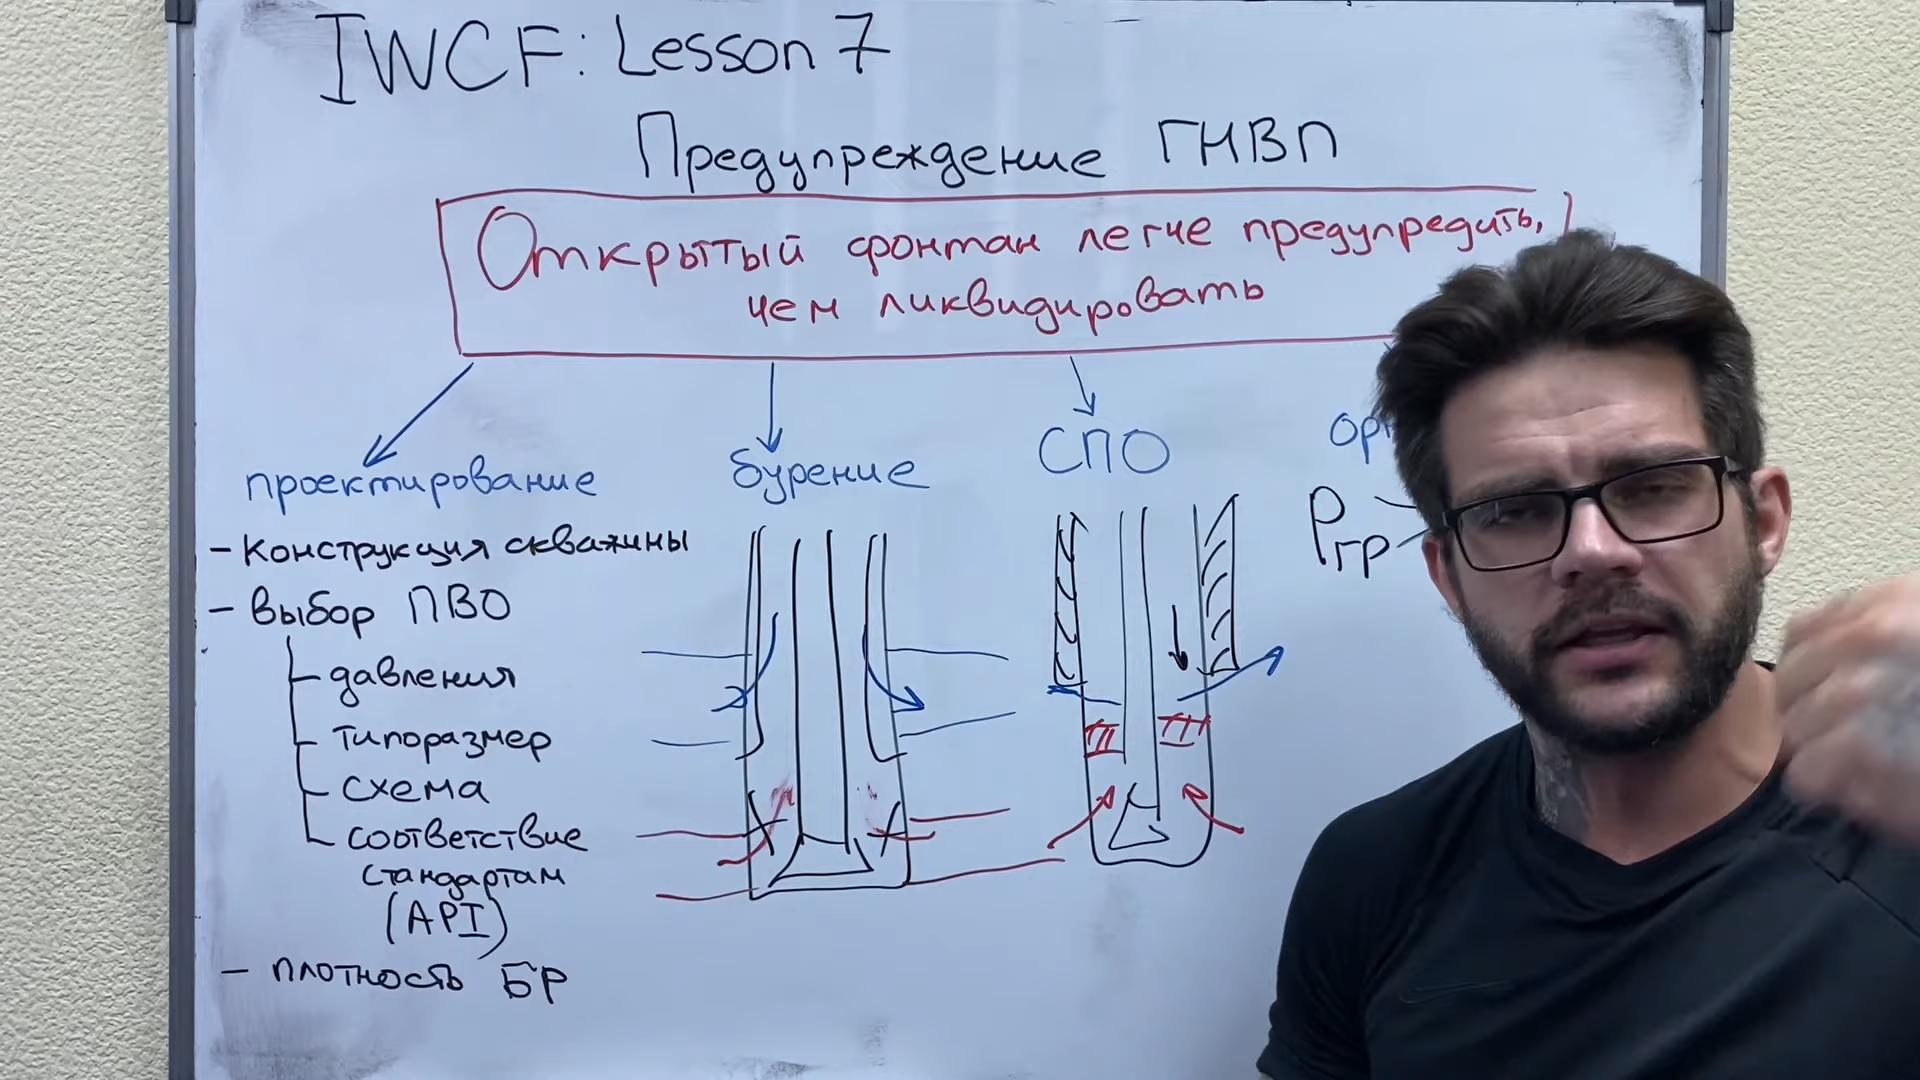 IWCF: Lesson 7
Предупреждение ГНВП
Открытый фонтан легче предупредить,
чем ликвидировать
проектирование
- Конструкция скважины
- выбор ПВО
давления
типоразмер
схема
соответствие
стандартам
(API)
- плотность БР
бурение
СПО
Pгр